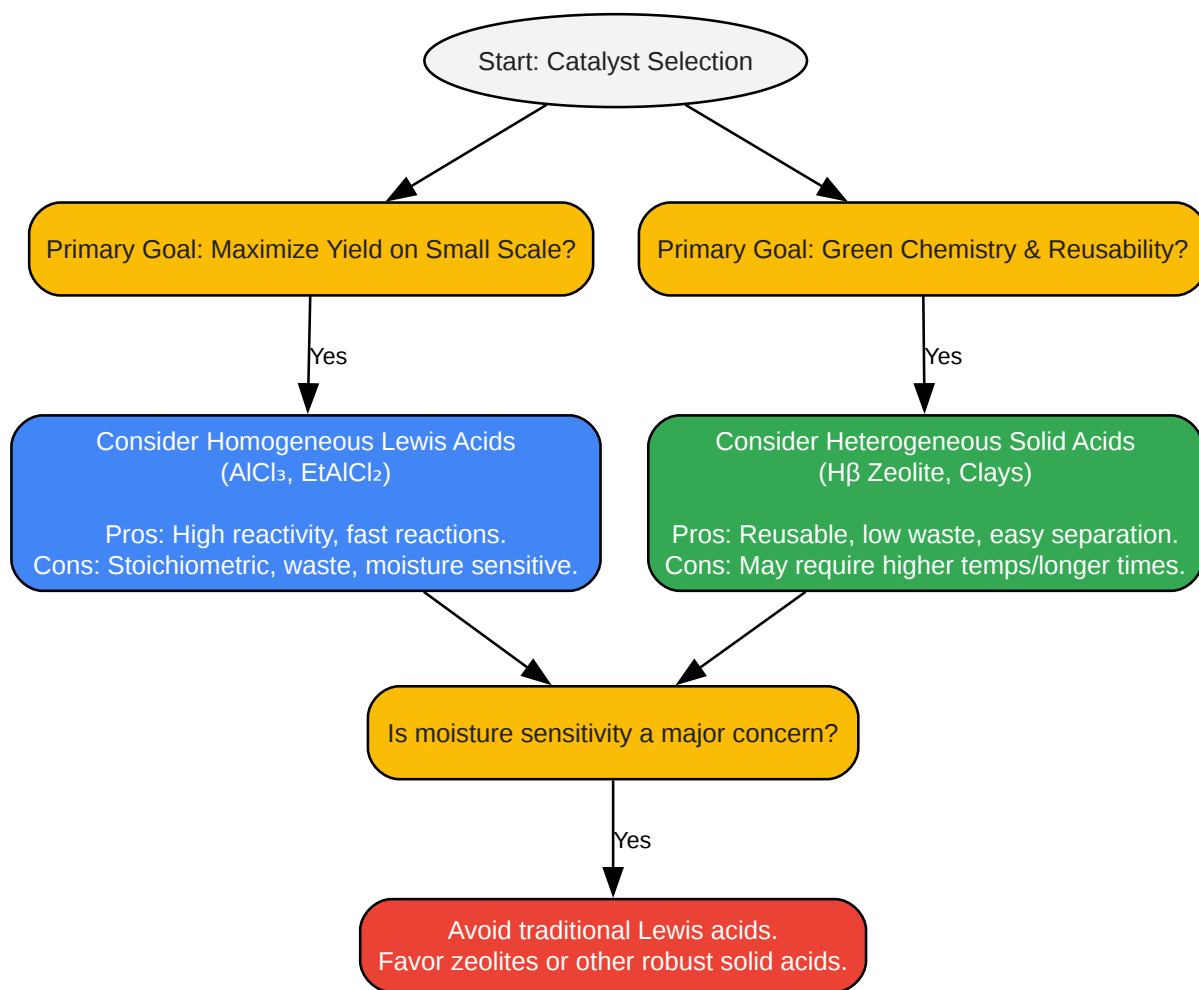 Start: Catalyst Selection
Primary Goal: Maximize Yield on Small Scale?
Primary Goal: Green Chemistry & Reusability?
Yes
Yes
Consider Homogeneous Lewis Acids
(AlCl₃, EtAlCl₂)
Pros: High reactivity, fast reactions.
Cons: Stoichiometric, waste, moisture sensitive.
Consider Heterogeneous Solid Acids
(Hβ Zeolite, Clays)
Pros: Reusable, low waste, easy separation.
Cons: May require higher temps/longer times.
Is moisture sensitivity a major concern?
Yes
Avoid traditional Lewis acids.
Favor zeolites or other robust solid acids.